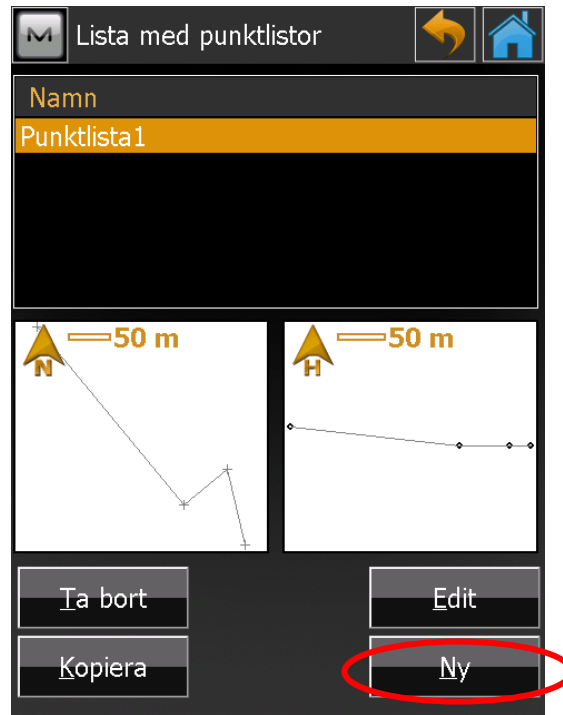 Lista med punktlistor
Namn
Punktlista1
50 m
N
50 m
H
Ta bort
Edit
Kopiera
Ny